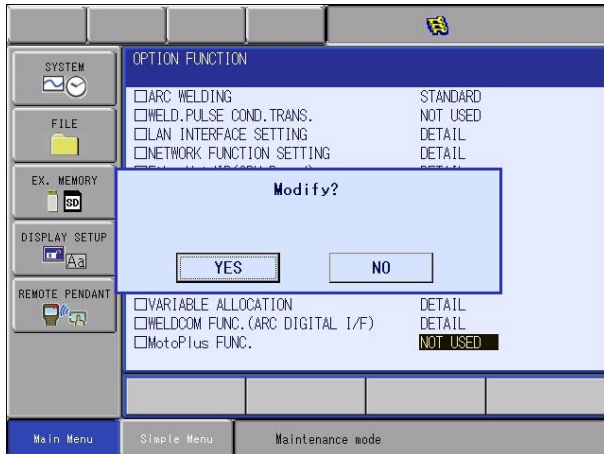 SYSTEM
FILE
EX. MEMORY
SD
DISPLAY SETUP
Aa
REMOTE PENDANT
OPTION FUNCTION
ARC WELDING STANDARD
WELD.PULSE COND.TRANS. NOT USED
LAN INTERFACE SETTING DETAIL
NETWORK FUNCTION SETTING DETAIL
Modify?
YES NO
VARIABLE ALLOCATION DETAIL
WELDCOM FUNC.(ARC DIGITAL I/F) DETAIL
MotoPlus FUNC. NOT USED
Main Menu Simple Menu Maintenance mode